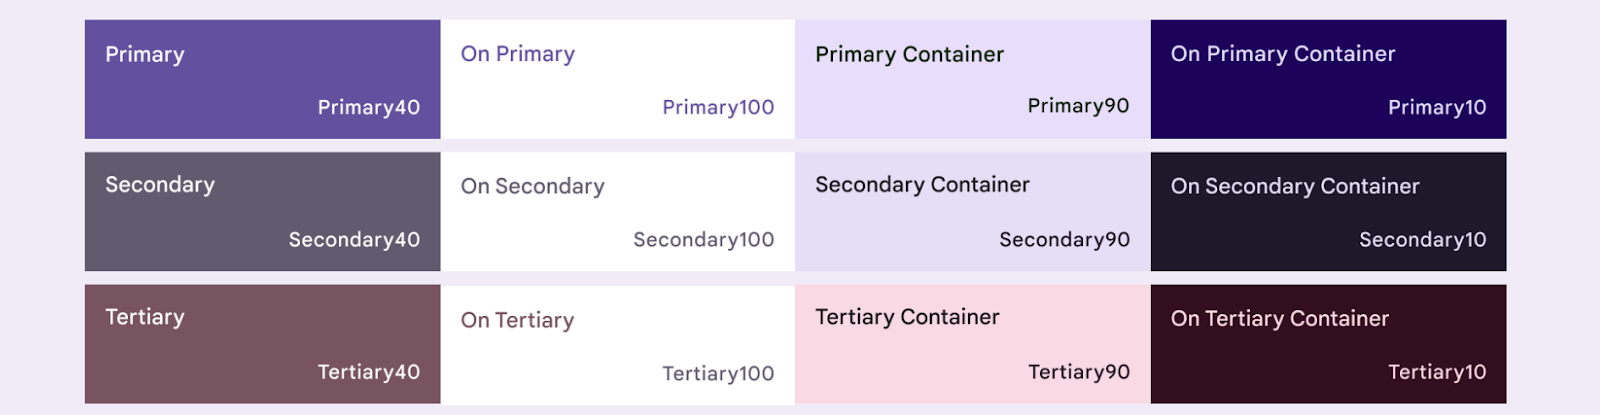 Primary
Primary40
On Primary
Primary100
Primary Container
Primary90
On Primary Container
Primary10
Secondary
Secondary40
On Secondary
Secondary100
Secondary Container
Secondary90
On Secondary Container
Secondary10
Tertiary
Tertiary40
On Tertiary
Tertiary100
Tertiary Container
Tertiary90
On Tertiary Container
Tertiary10